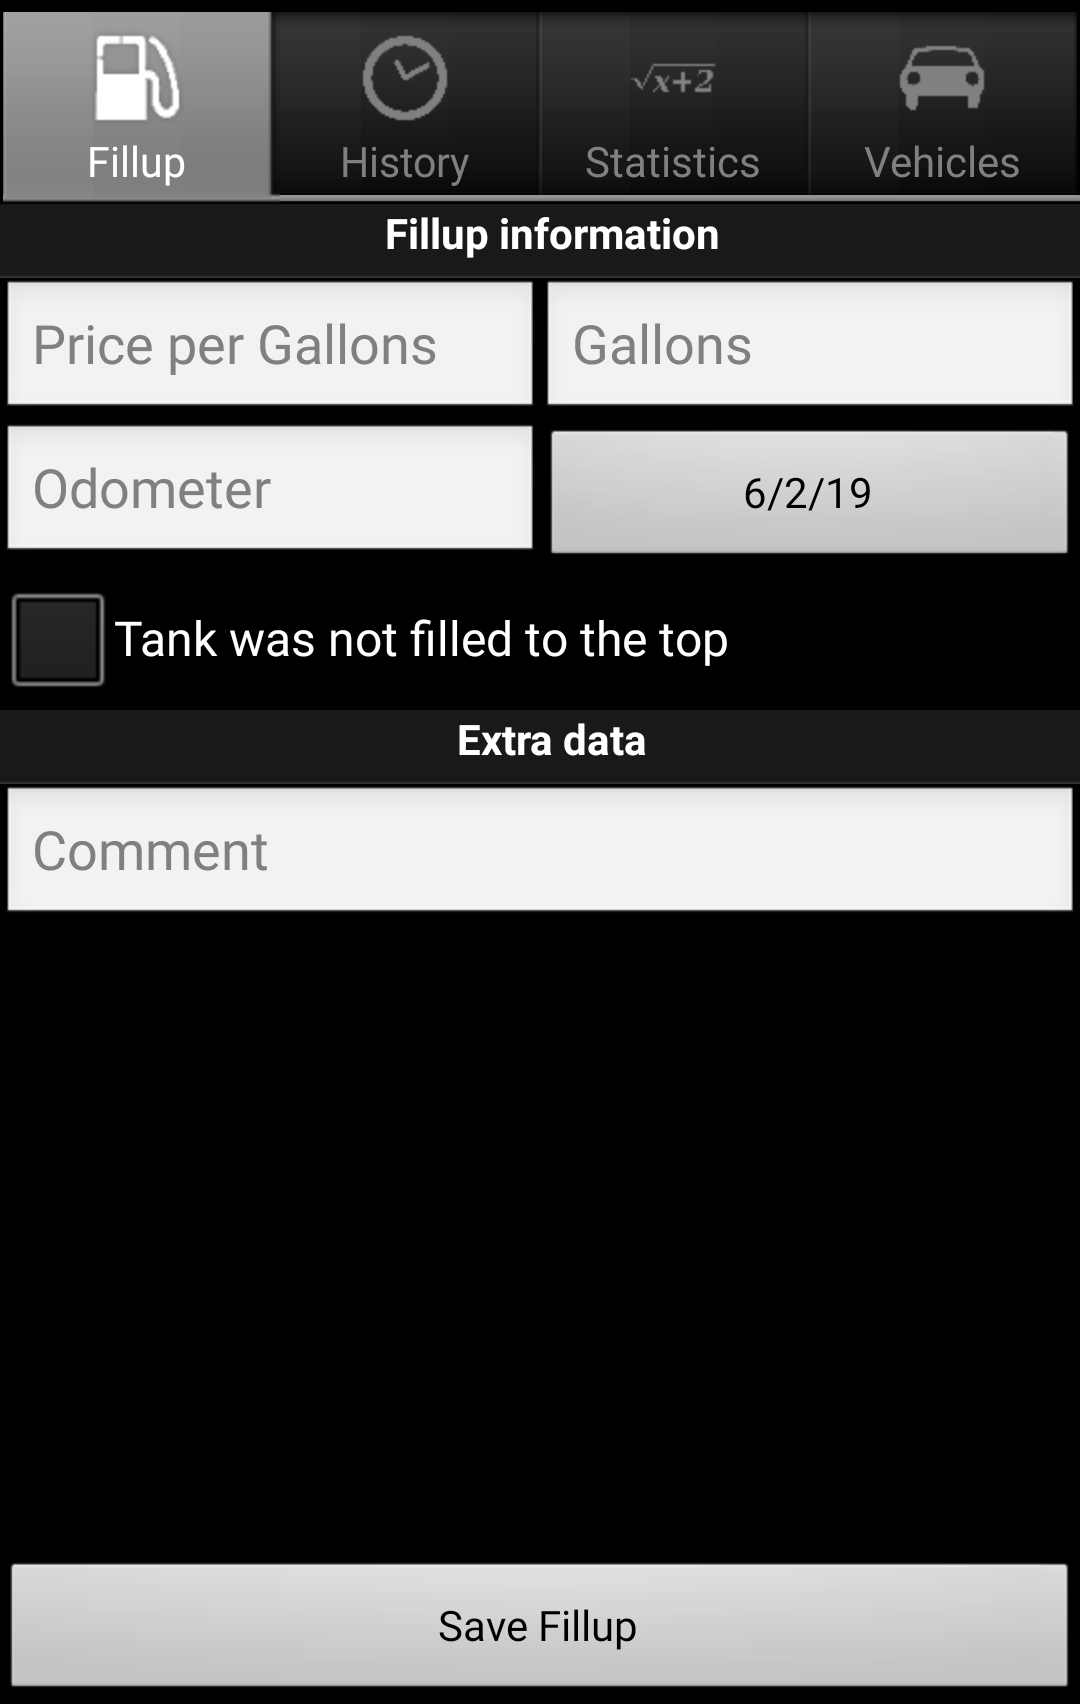 √x+2
Fillup History Statistics Vehicles
Fillup information
Price per Gallons Gallons
Odometer 6/2/19
Tank was not filled to the top
Extra data
Comment
Save Fillup